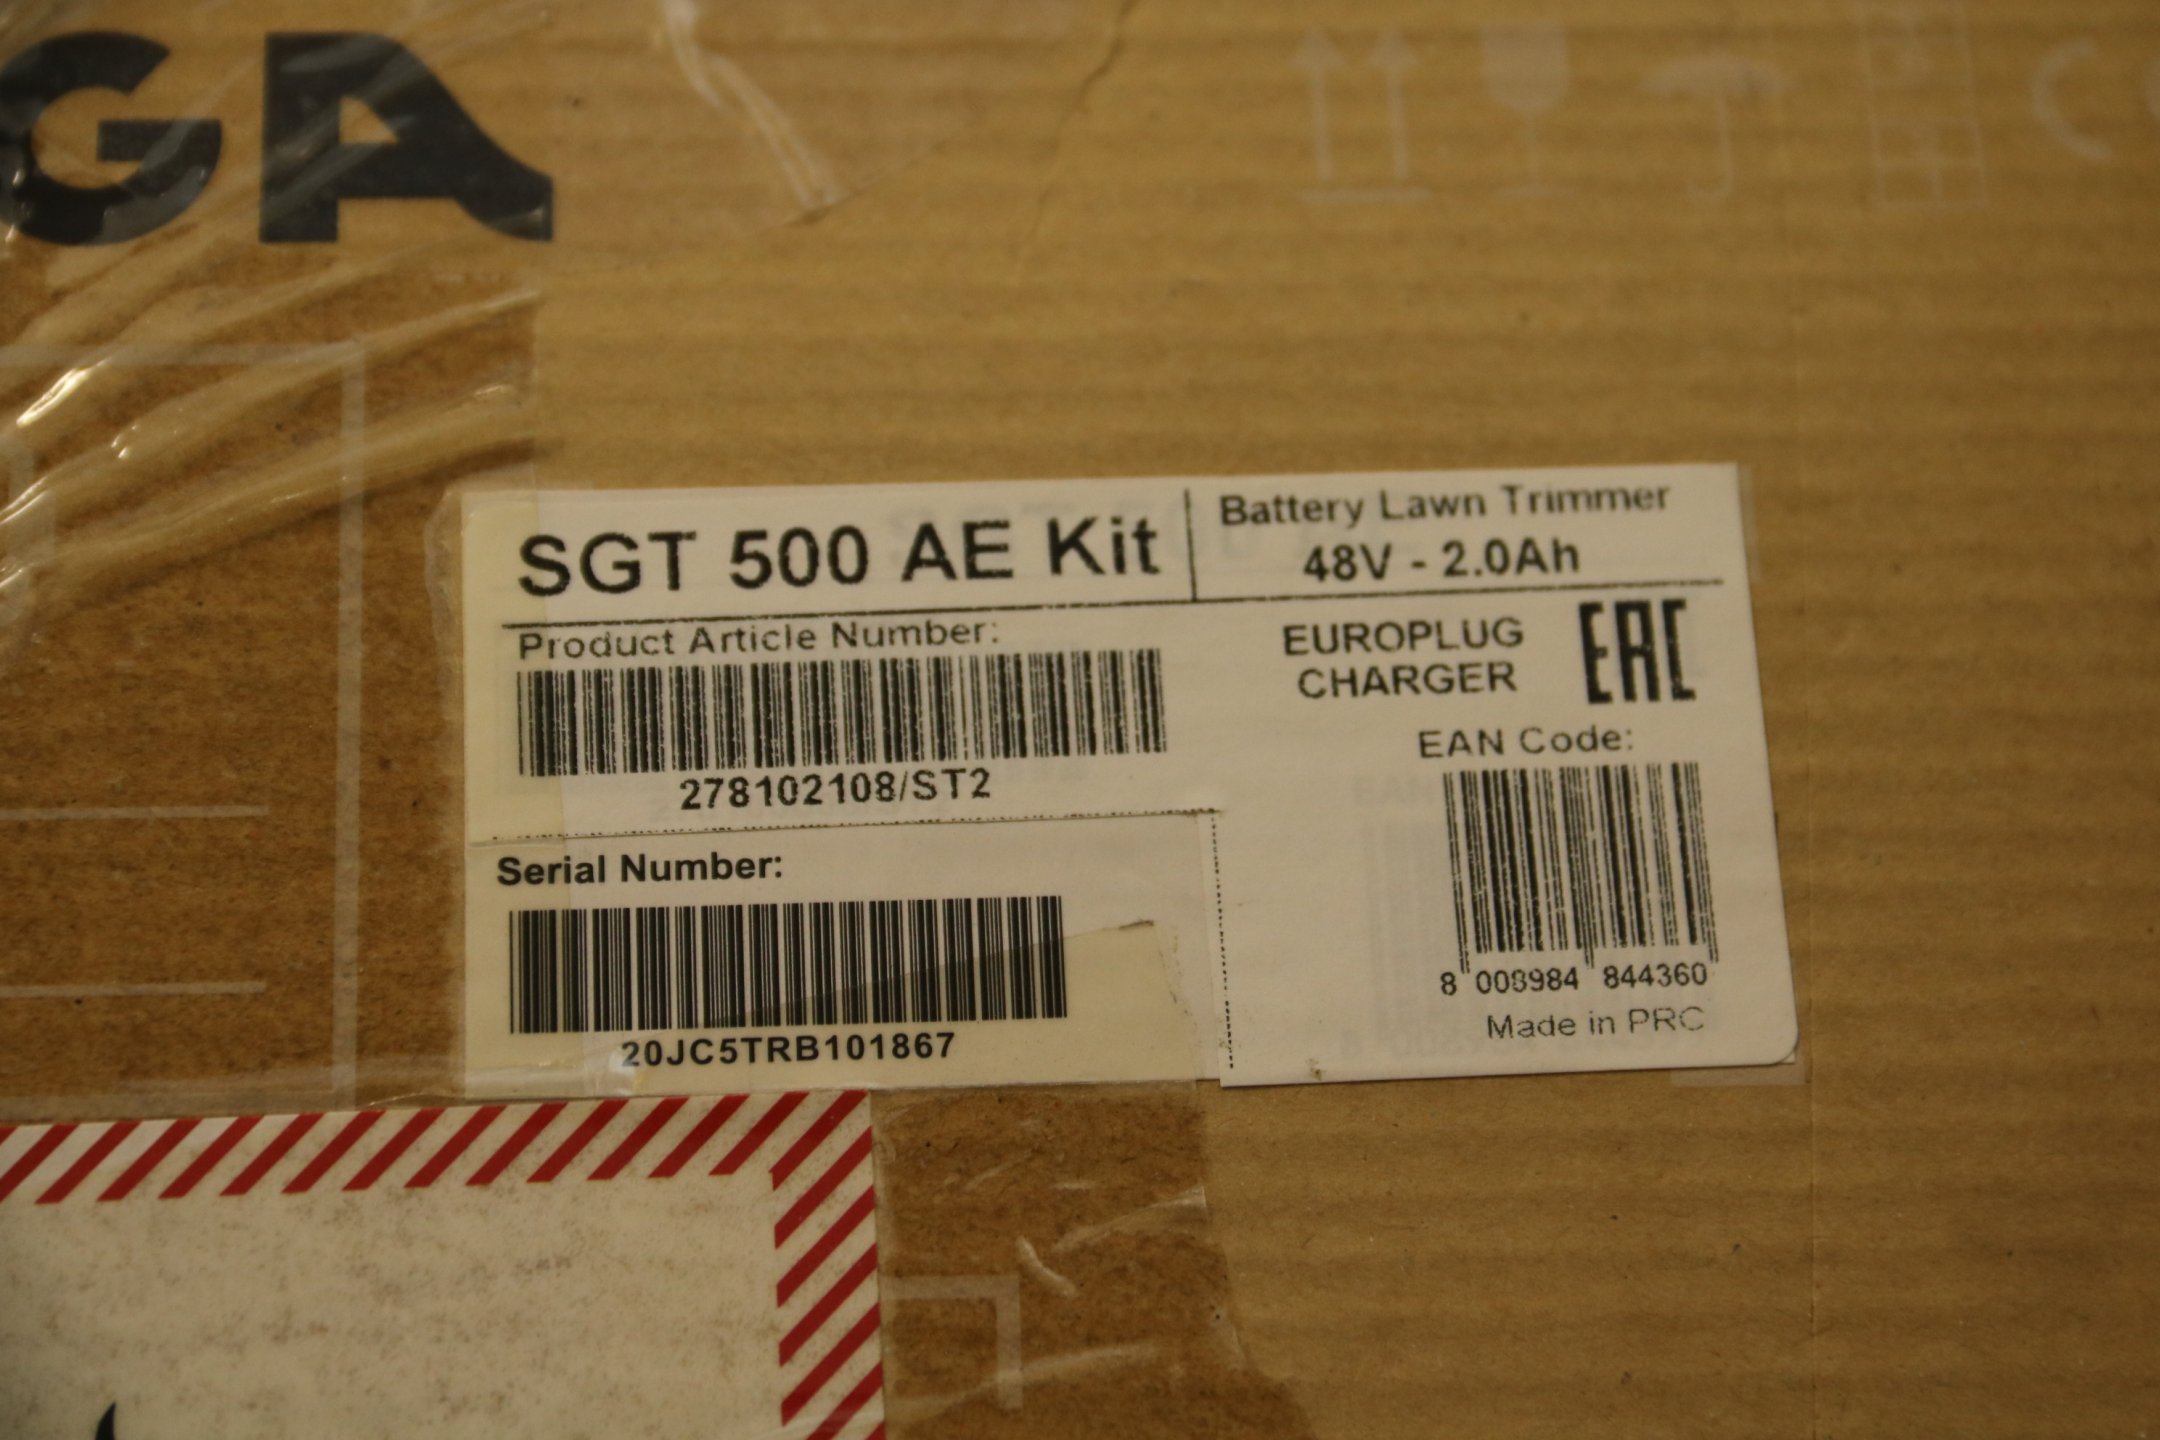 GA
SGT 500 AE Kit
Battery Lawn Trimmer
48V - 2.0Ah
Product Article Number:
278102108/ST2
EUROPLUG
CHARGER
EAC
EAN Code:
8 008984 844360
Made in PRC
Serial Number:
20JC5TRB101867